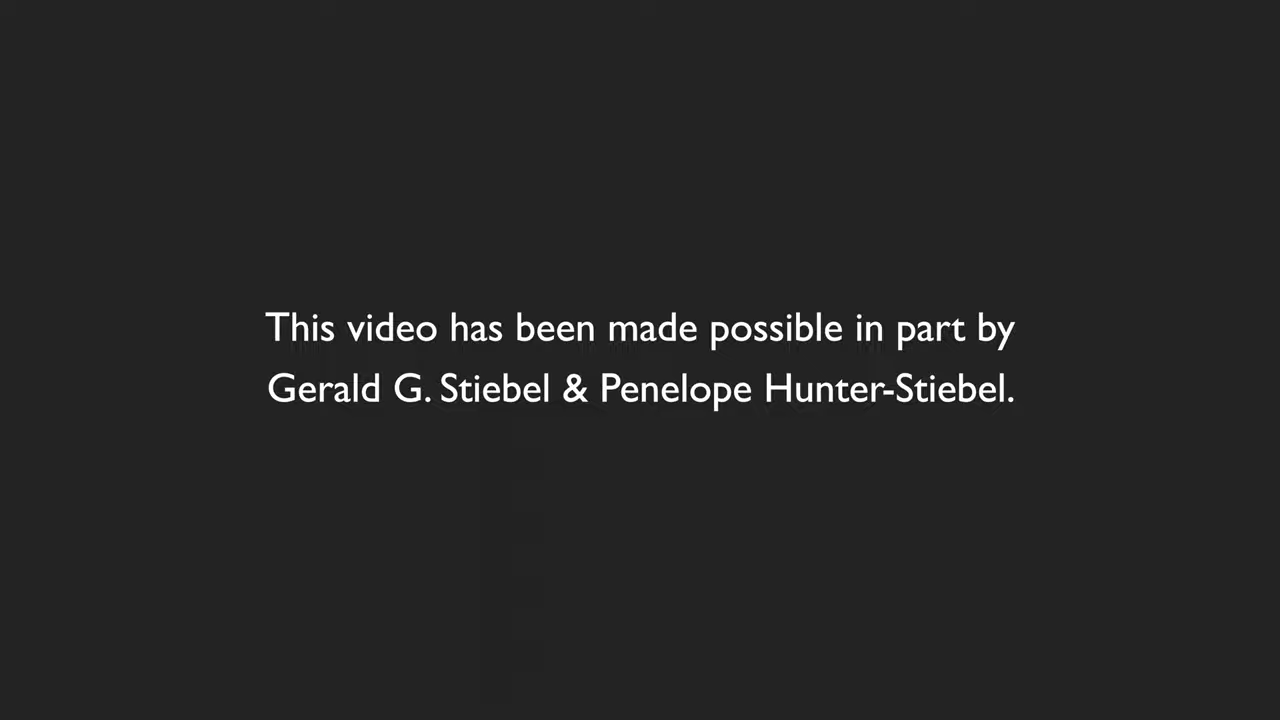 This video has been made possible in part by
Gerald G. Stiebel & Penelope Hunter-Stiebel.